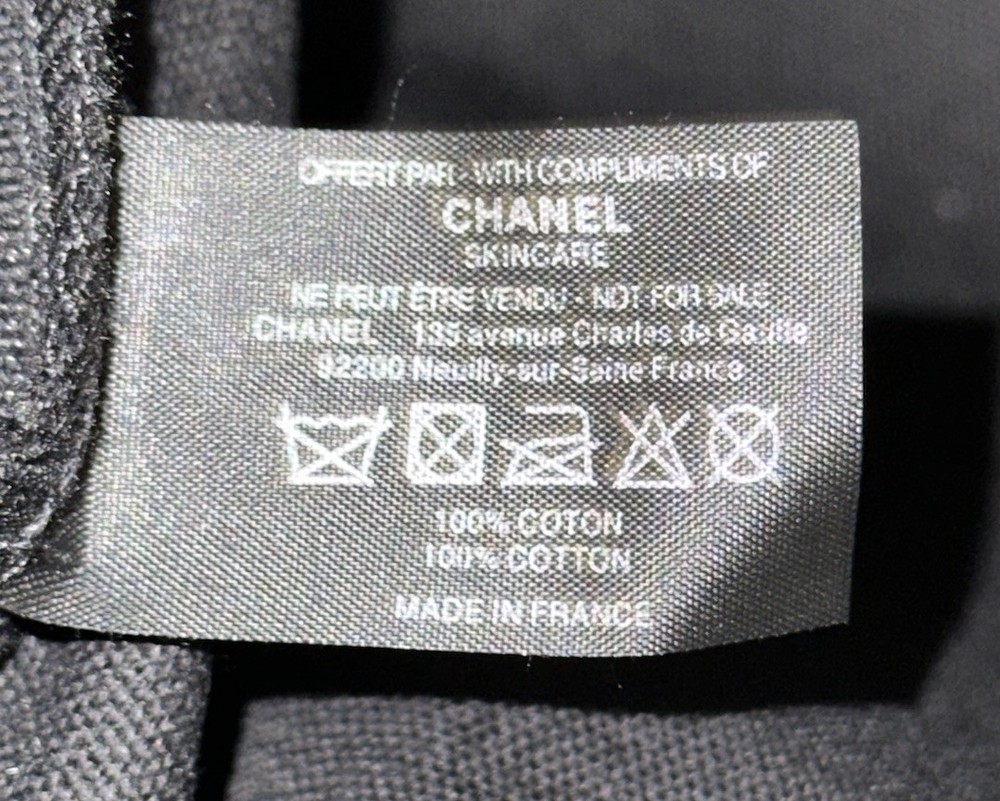 OFFERT PAR - WITH COMPLIMENTS OF
CHANEL
SKINCARE
NE PEUT ETRE VENDU - NOT FOR SALE
CHANEL 135 avenue Charles de Gaulle
92200 Neuilly-sur-Seine France
100% COTON
100% COTTON
MADE IN FRANCE